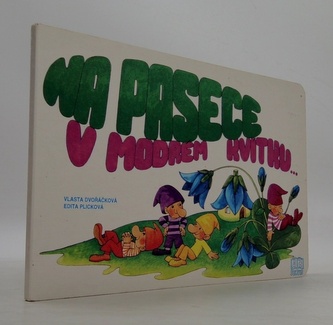 NA PASECE
V MODRÉM KVÍTKU...
VLASTA DVOŘÁČKOVÁ
EDITA PLICKOVÁ